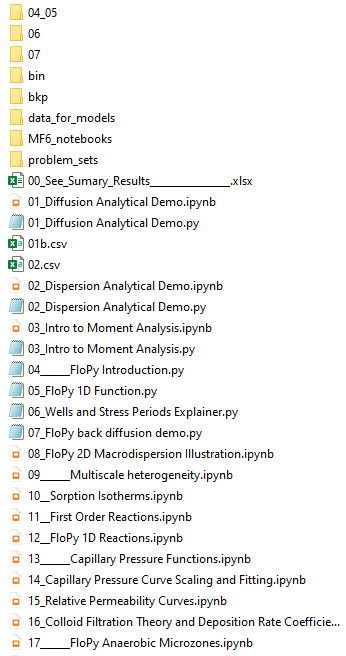 04_05
06
07
bin
bkp
data_for_models
MF6_notebooks
problem_sets
00_See_Sumary_Results________________.xlsx
01_Diffusion Analytical Demo.ipynb
01_Diffusion Analytical Demo.py
01b.csv
02.csv
02_Dispersion Analytical Demo.ipynb
02_Dispersion Analytical Demo.py
03_Intro to Moment Analysis.ipynb
03_Intro to Moment Analysis.py
04______FloPy Introduction.py
05_FloPy 1D Function.py
06_Wells and Stress Periods Explainer.py
07_FloPy back diffusion demo.py
08_FloPy 2D Macrodispersion Illustration.ipynb
09______Multiscale heterogeneity.ipynb
10__Sorption Isotherms.ipynb
11__First Order Reactions.ipynb
12__FloPy 1D Reactions.ipynb
13______Capillary Pressure Functions.ipynb
14_Capillary Pressure Curve Scaling and Fitting.ipynb
15_Relative Permeability Curves.ipynb
16_Colloid Filtration Theory and Deposition Rate Coefficie...
17______FloPy Anaerobic Microzones.ipynb